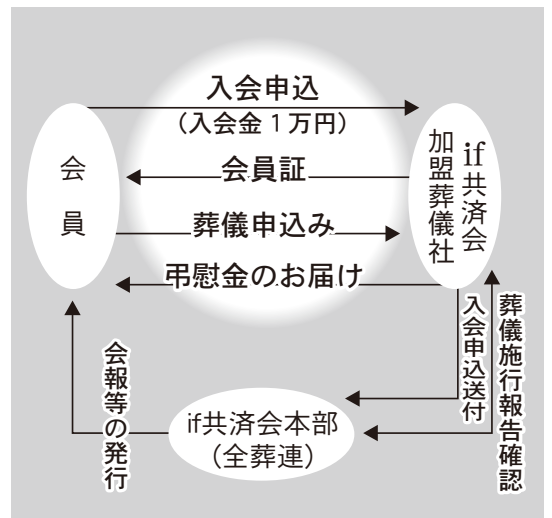 入会申込
(入会金1万円)
会員証
葬儀申込み
弔慰金のお届け
会員
if共済会
加盟葬儀社
入会申込送付
葬儀施行報告確認
会報等の発行
if共済会本部
(全葬連)